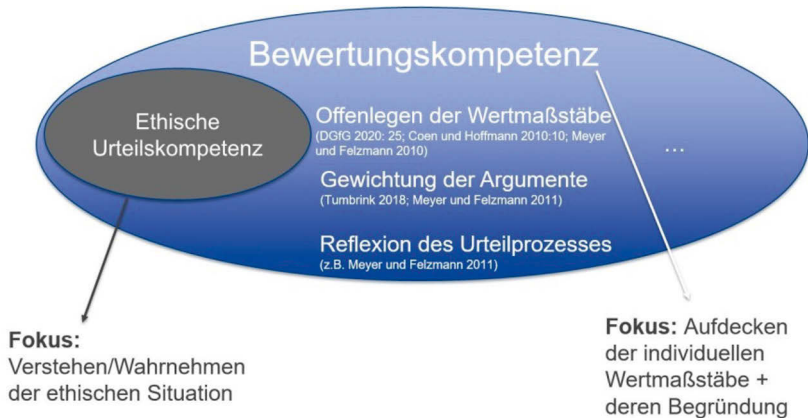 Bewertungskompetenz
Ethische
Urteilskompetenz
Offenlegen der Wertmaßstäbe
(DGfG 2020: 25; Coen und Hoffmann 2010:10; Meyer
und Felzmann 2010)
...
Gewichtung der Argumente
(Tumbrink 2018; Meyer und Felzmann 2011)
Reflexion des Urteilprozesses
(z.B. Meyer und Felzmann 2011)
Fokus:
Verstehen/Wahrnehmen
der ethischen Situation
Fokus: Aufdecken
der individuellen
Wertmaßstäbe +
deren Begründung